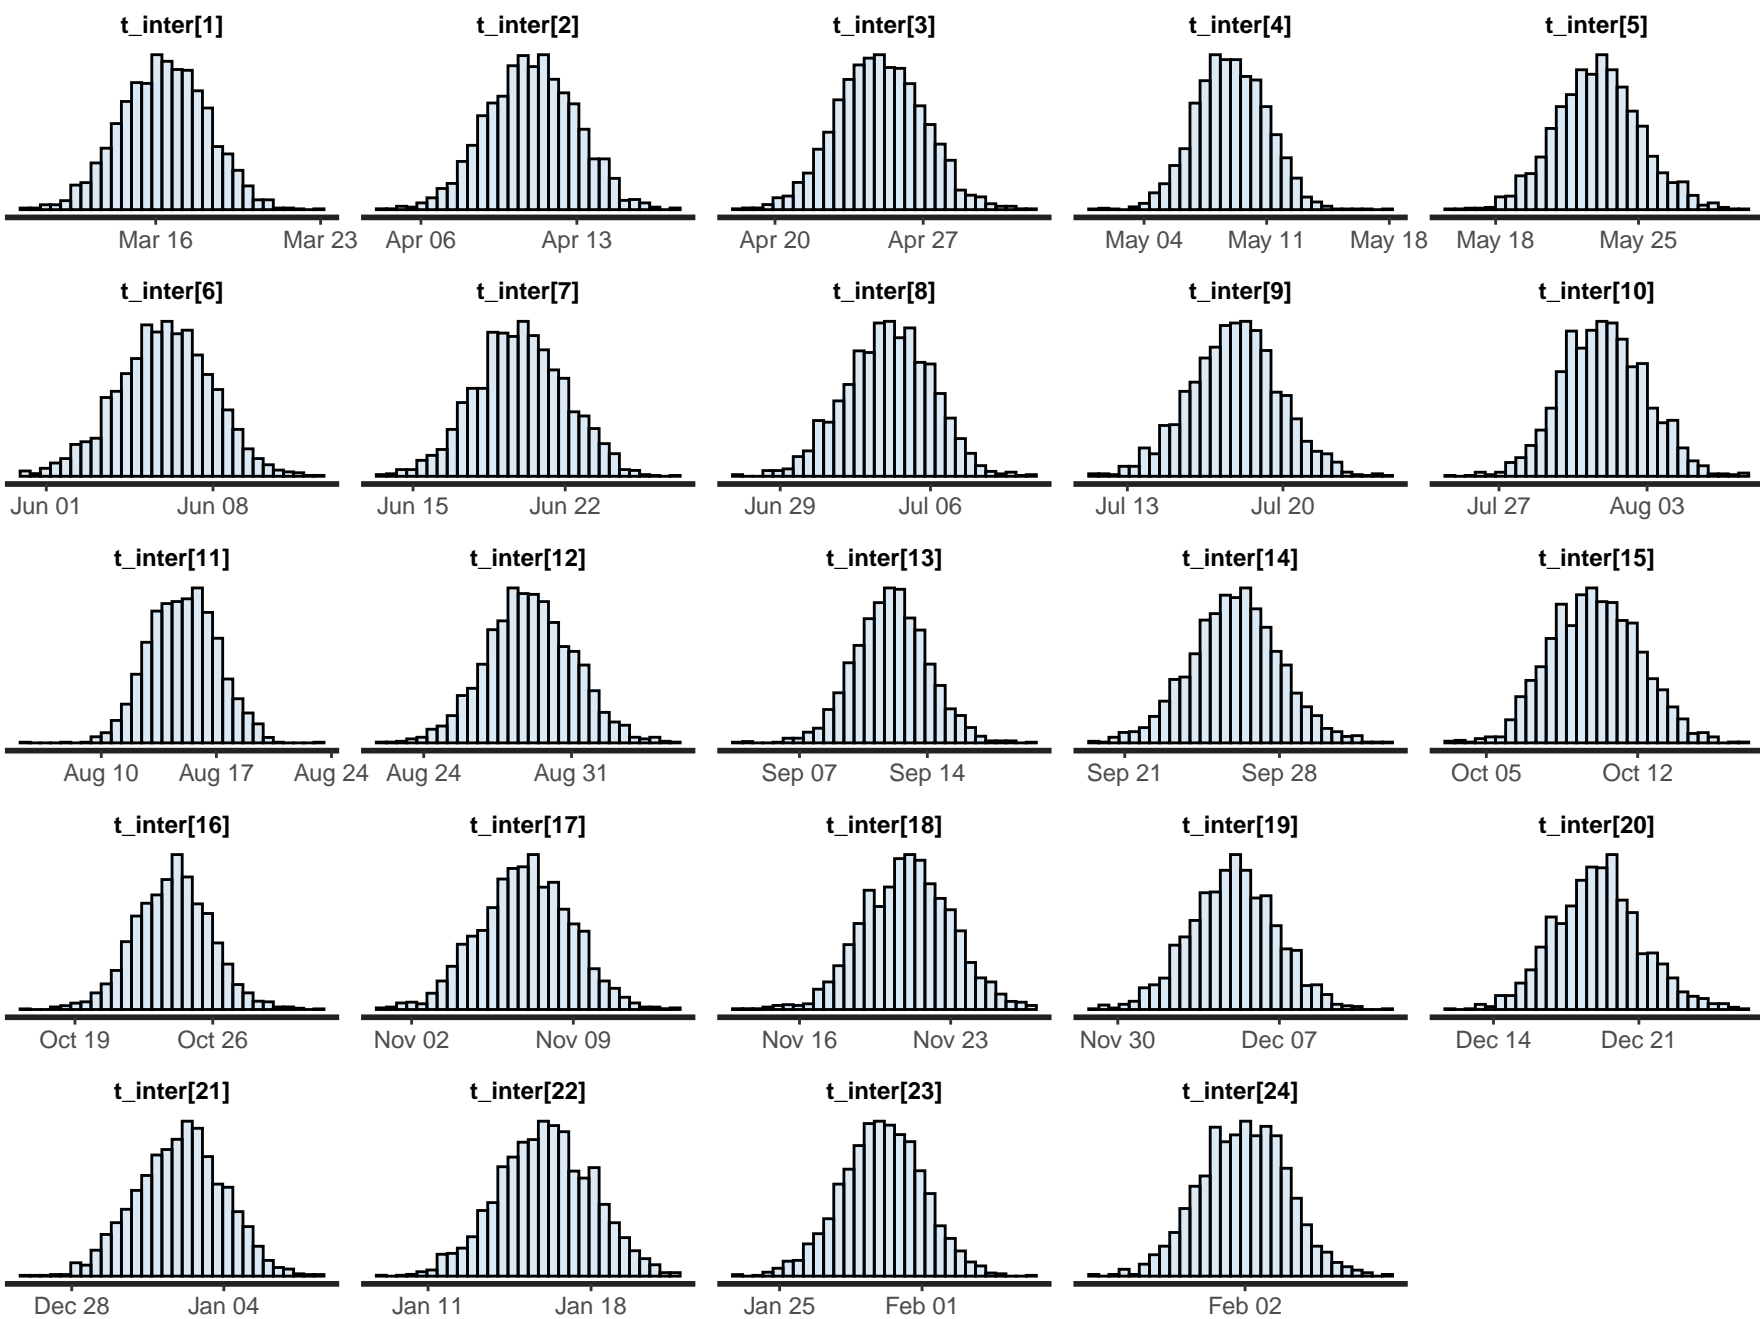 t_inter[1] t_inter[2] t_inter[3] t_inter[4] t_inter[5]
Mar 16 Mar 23 Apr 06 Apr 13 Apr 20 Apr 27 May 04 May 11 May 18 May 18 May 25
t_inter[6] t_inter[7] t_inter[8] t_inter[9] t_inter[10]
Jun 01 Jun 08 Jun 15 Jun 22 Jun 29 Jul 06 Jul 13 Jul 20 Jul 27 Aug 03
t_inter[11] t_inter[12] t_inter[13] t_inter[14] t_inter[15]
Aug 10 Aug 17 Aug 24 Aug 24 Aug 31 Sep 07 Sep 14 Sep 21 Sep 28 Oct 05 Oct 12
t_inter[16] t_inter[17] t_inter[18] t_inter[19] t_inter[20]
Oct 19 Oct 26 Nov 02 Nov 09 Nov 16 Nov 23 Nov 30 Dec 07 Dec 14 Dec 21
t_inter[21] t_inter[22] t_inter[23] t_inter[24]
Dec 28 Jan 04 Jan 11 Jan 18 Jan 25 Feb 01 Feb 02